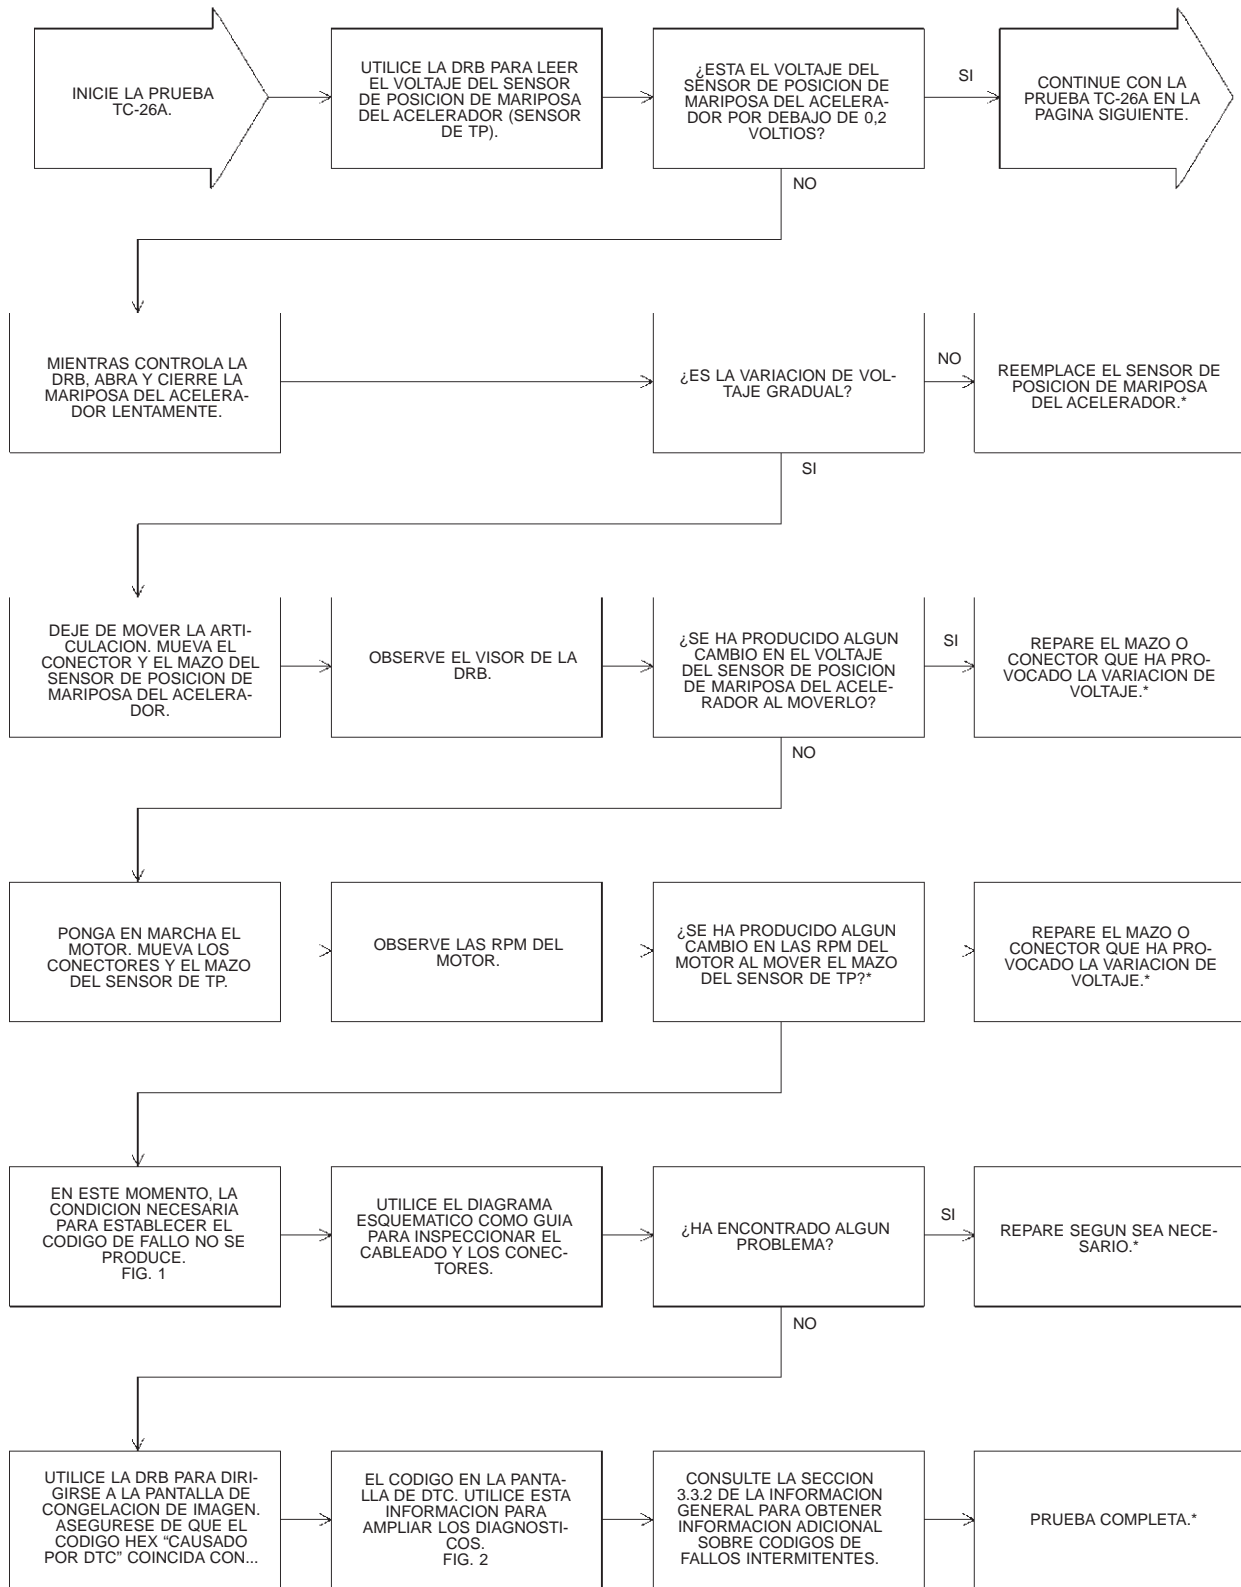 INICIE LA PRUEBA
TC-26A.
UTILICE LA DRB PARA LEER
EL VOLTAJE DEL SENSOR
DE POSICION DE MARIPOSA
DEL ACELERADOR (SENSOR
DE TP).
¿ESTA EL VOLTAJE DEL
SENSOR DE POSICION DE
MARIPOSA DEL ACELERA-
DOR POR DEBAJO DE 0,2
VOLTIOS?
SI
CONTINUE CON LA
PRUEBA TC-26A EN LA
PAGINA SIGUIENTE.
NO
MIENTRAS CONTROLA LA
DRB, ABRA Y CIERRE LA
MARIPOSA DEL ACELERA-
DOR LENTAMENTE.
¿ES LA VARIACION DE VOL-
TAJE GRADUAL?
NO
REEMPLACE EL SENSOR DE
POSICION DE MARIPOSA
DEL ACELERADOR.*
SI
DEJE DE MOVER LA ARTI-
CULACION. MUEVA EL
CONECTOR Y EL MAZO DEL
SENSOR DE POSICION DE
MARIPOSA DEL ACELERA-
DOR.
OBSERVE EL VISOR DE LA
DRB.
¿SE HA PRODUCIDO ALGUN
CAMBIO EN EL VOLTAJE
DEL SENSOR DE POSICION
DE MARIPOSA DEL ACELE-
RADOR AL MOVERLO?
SI
REPARE EL MAZO O
CONECTOR QUE HA PRO-
VOCADO LA VARIACION DE
VOLTAJE.*
NO
PONGA EN MARCHA EL
MOTOR. MUEVA LOS
CONECTORES Y EL MAZO
DEL SENSOR DE TP.
OBSERVE LAS RPM DEL
MOTOR.
¿SE HA PRODUCIDO ALGUN
CAMBIO EN LAS RPM DEL
MOTOR AL MOVER EL MAZO
DEL SENSOR DE TP?*
REPARE EL MAZO O
CONECTOR QUE HA PRO-
VOCADO LA VARIACION DE
VOLTAJE.*
EN ESTE MOMENTO, LA
CONDICION NECESARIA
PARA ESTABLECER EL
CODIGO DE FALLO NO SE
PRODUCE.
FIG. 1
UTILICE EL DIAGRAMA
ESQUEMATICO COMO GUIA
PARA INSPECCIONAR EL
CABLEADO Y LOS CONEC-
TORES.
¿HA ENCONTRADO ALGUN
PROBLEMA?
SI
REPARE SEGUN SEA NECE-
SARIO.*
NO
UTILICE LA DRB PARA DIRI-
GIRSE A LA PANTALLA DE
CONGELACION DE IMAGEN.
ASEGURESE DE QUE EL
CODIGO HEX “CAUSADO
POR DTC” COINCIDA CON...
EL CODIGO EN LA PANTA-
LLA DE DTC. UTILICE ESTA
INFORMACION PARA
AMPLIAR LOS DIAGNOSTI-
COS.
FIG. 2
CONSULTE LA SECCION
3.3.2 DE LA INFORMACION
GENERAL PARA OBTENER
INFORMACION ADICIONAL
SOBRE CODIGOS DE
FALLOS INTERMITENTES.
PRUEBA COMPLETA.*